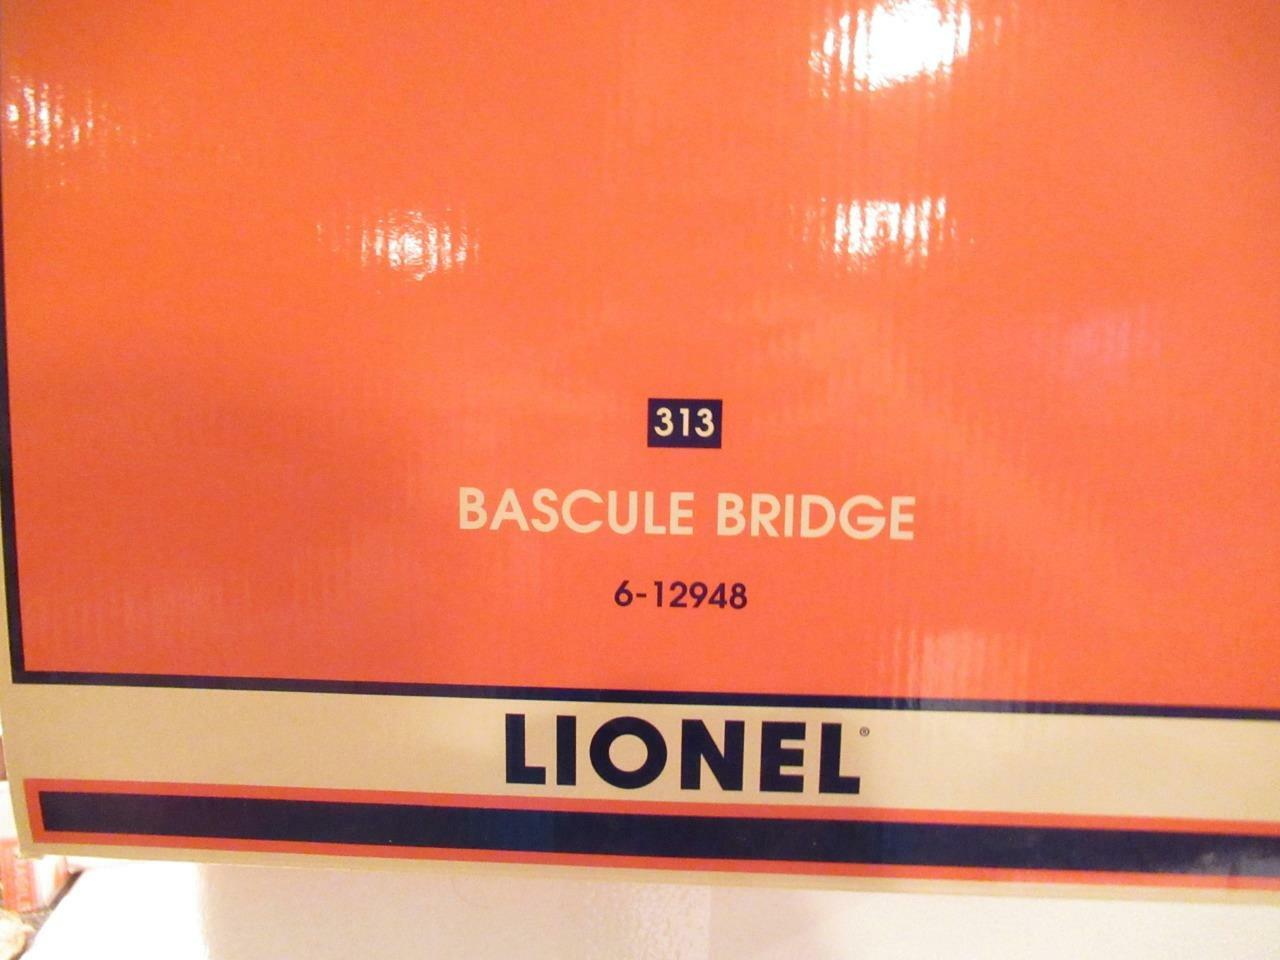 313
BASCULE BRIDGE
6-12948
LIONEL®